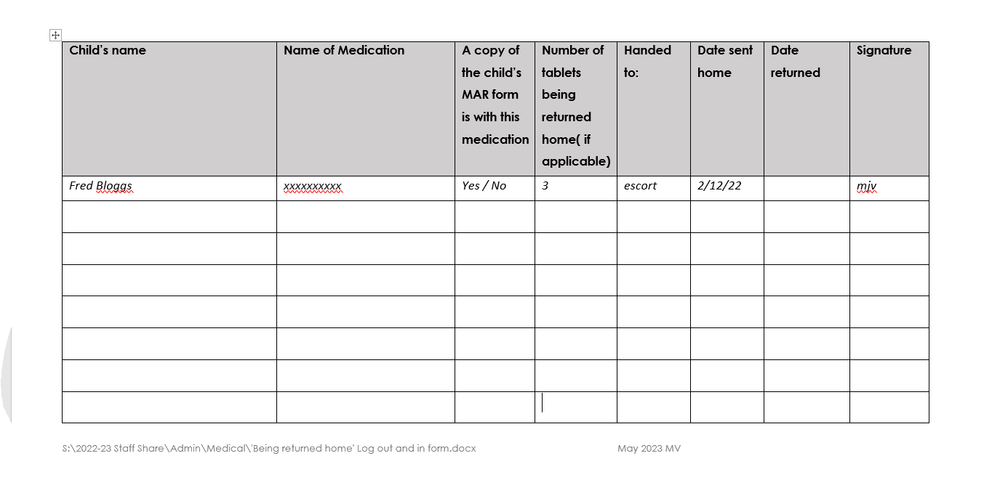 Child’s name
Name of Medication
A copy of
the child’s
MAR form
is with this
medication
Number of
tablets
being
returned
home( if
applicable)
Handed
to:
Date sent
home
Date
returned
Signature
Fred Bloggs
xxxxxxxxxx
Yes / No
3
escort
2/12/22
mjv
S:\2022-23 Staff Share\Admin\Medical\'Being returned home' Log out and in form.docx
May 2023 MV